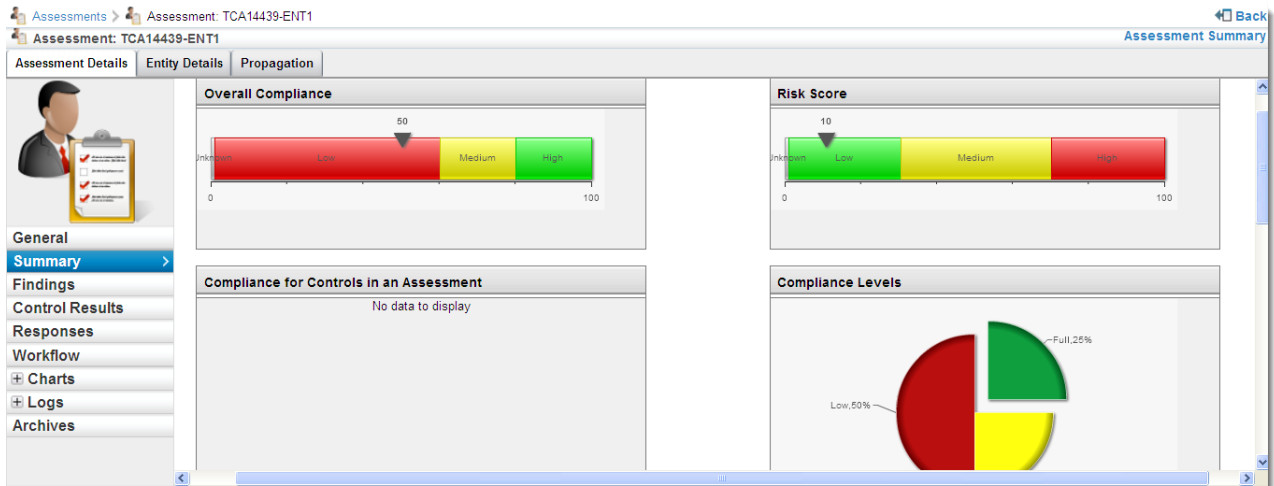 Assessments > Assessment: TCA14439-ENT1
Back
Assessment: TCA14439-ENT1
Assessment Summary
Assessment Details Entity Details Propagation
General
Summary >
Findings
Control Results
Responses
Workflow
Charts
Logs
Archives
Overall Compliance
50
Unknown Low Medium High
0 100
Risk Score
10
Unknown Low Medium High
0 100
Compliance for Controls in an Assessment
No data to display
Compliance Levels
Full,25%
Low,50%